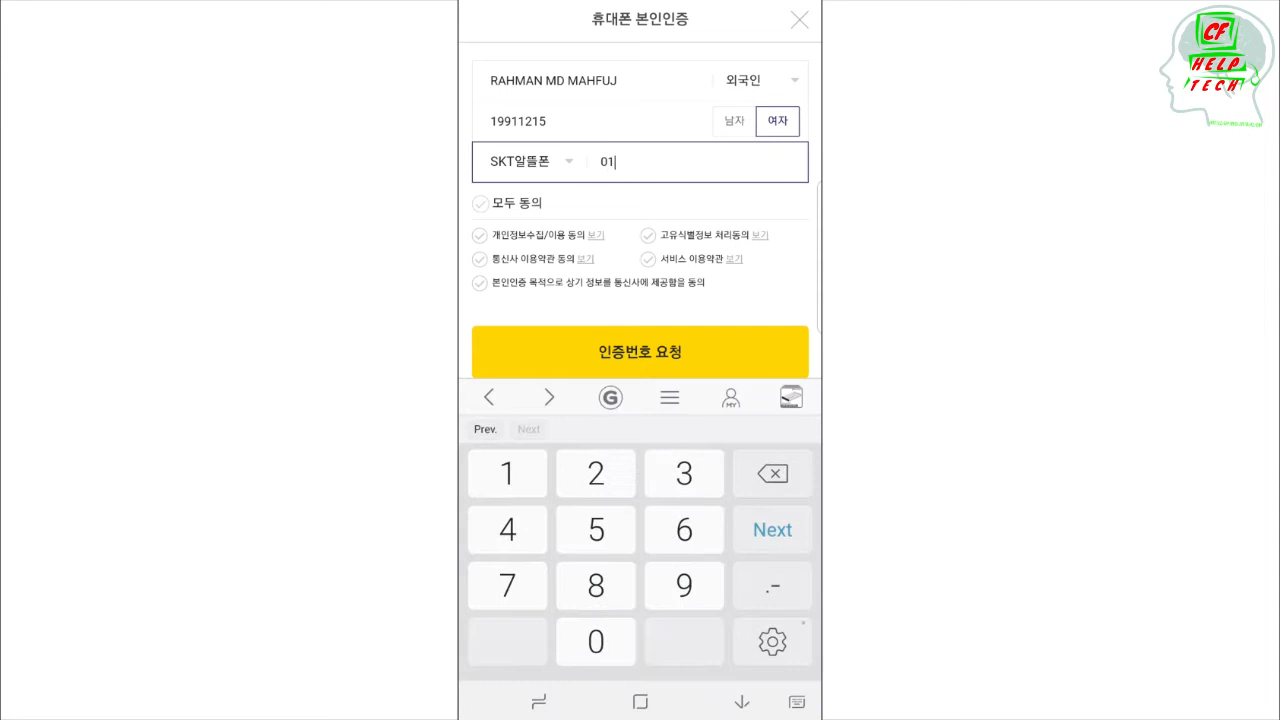 휴대폰 본인인증
CF
HELP
TECH
RAHMAN MD MAHFUJ 외국인
19911215 남자 여자
SKT알뜰폰 01
모두 동의
개인정보수집/이용 동의 보기 고유식별정보 처리동의 보기
통신사 이용약관 동의 보기 서비스 이용약관 보기
본인인증 목적으로 상기 정보를 통신사에 제공함을 동의
인증번호 요청
G MY
Prev. Next
1 2 3
4 5 6 Next
7 8 9 .-
0